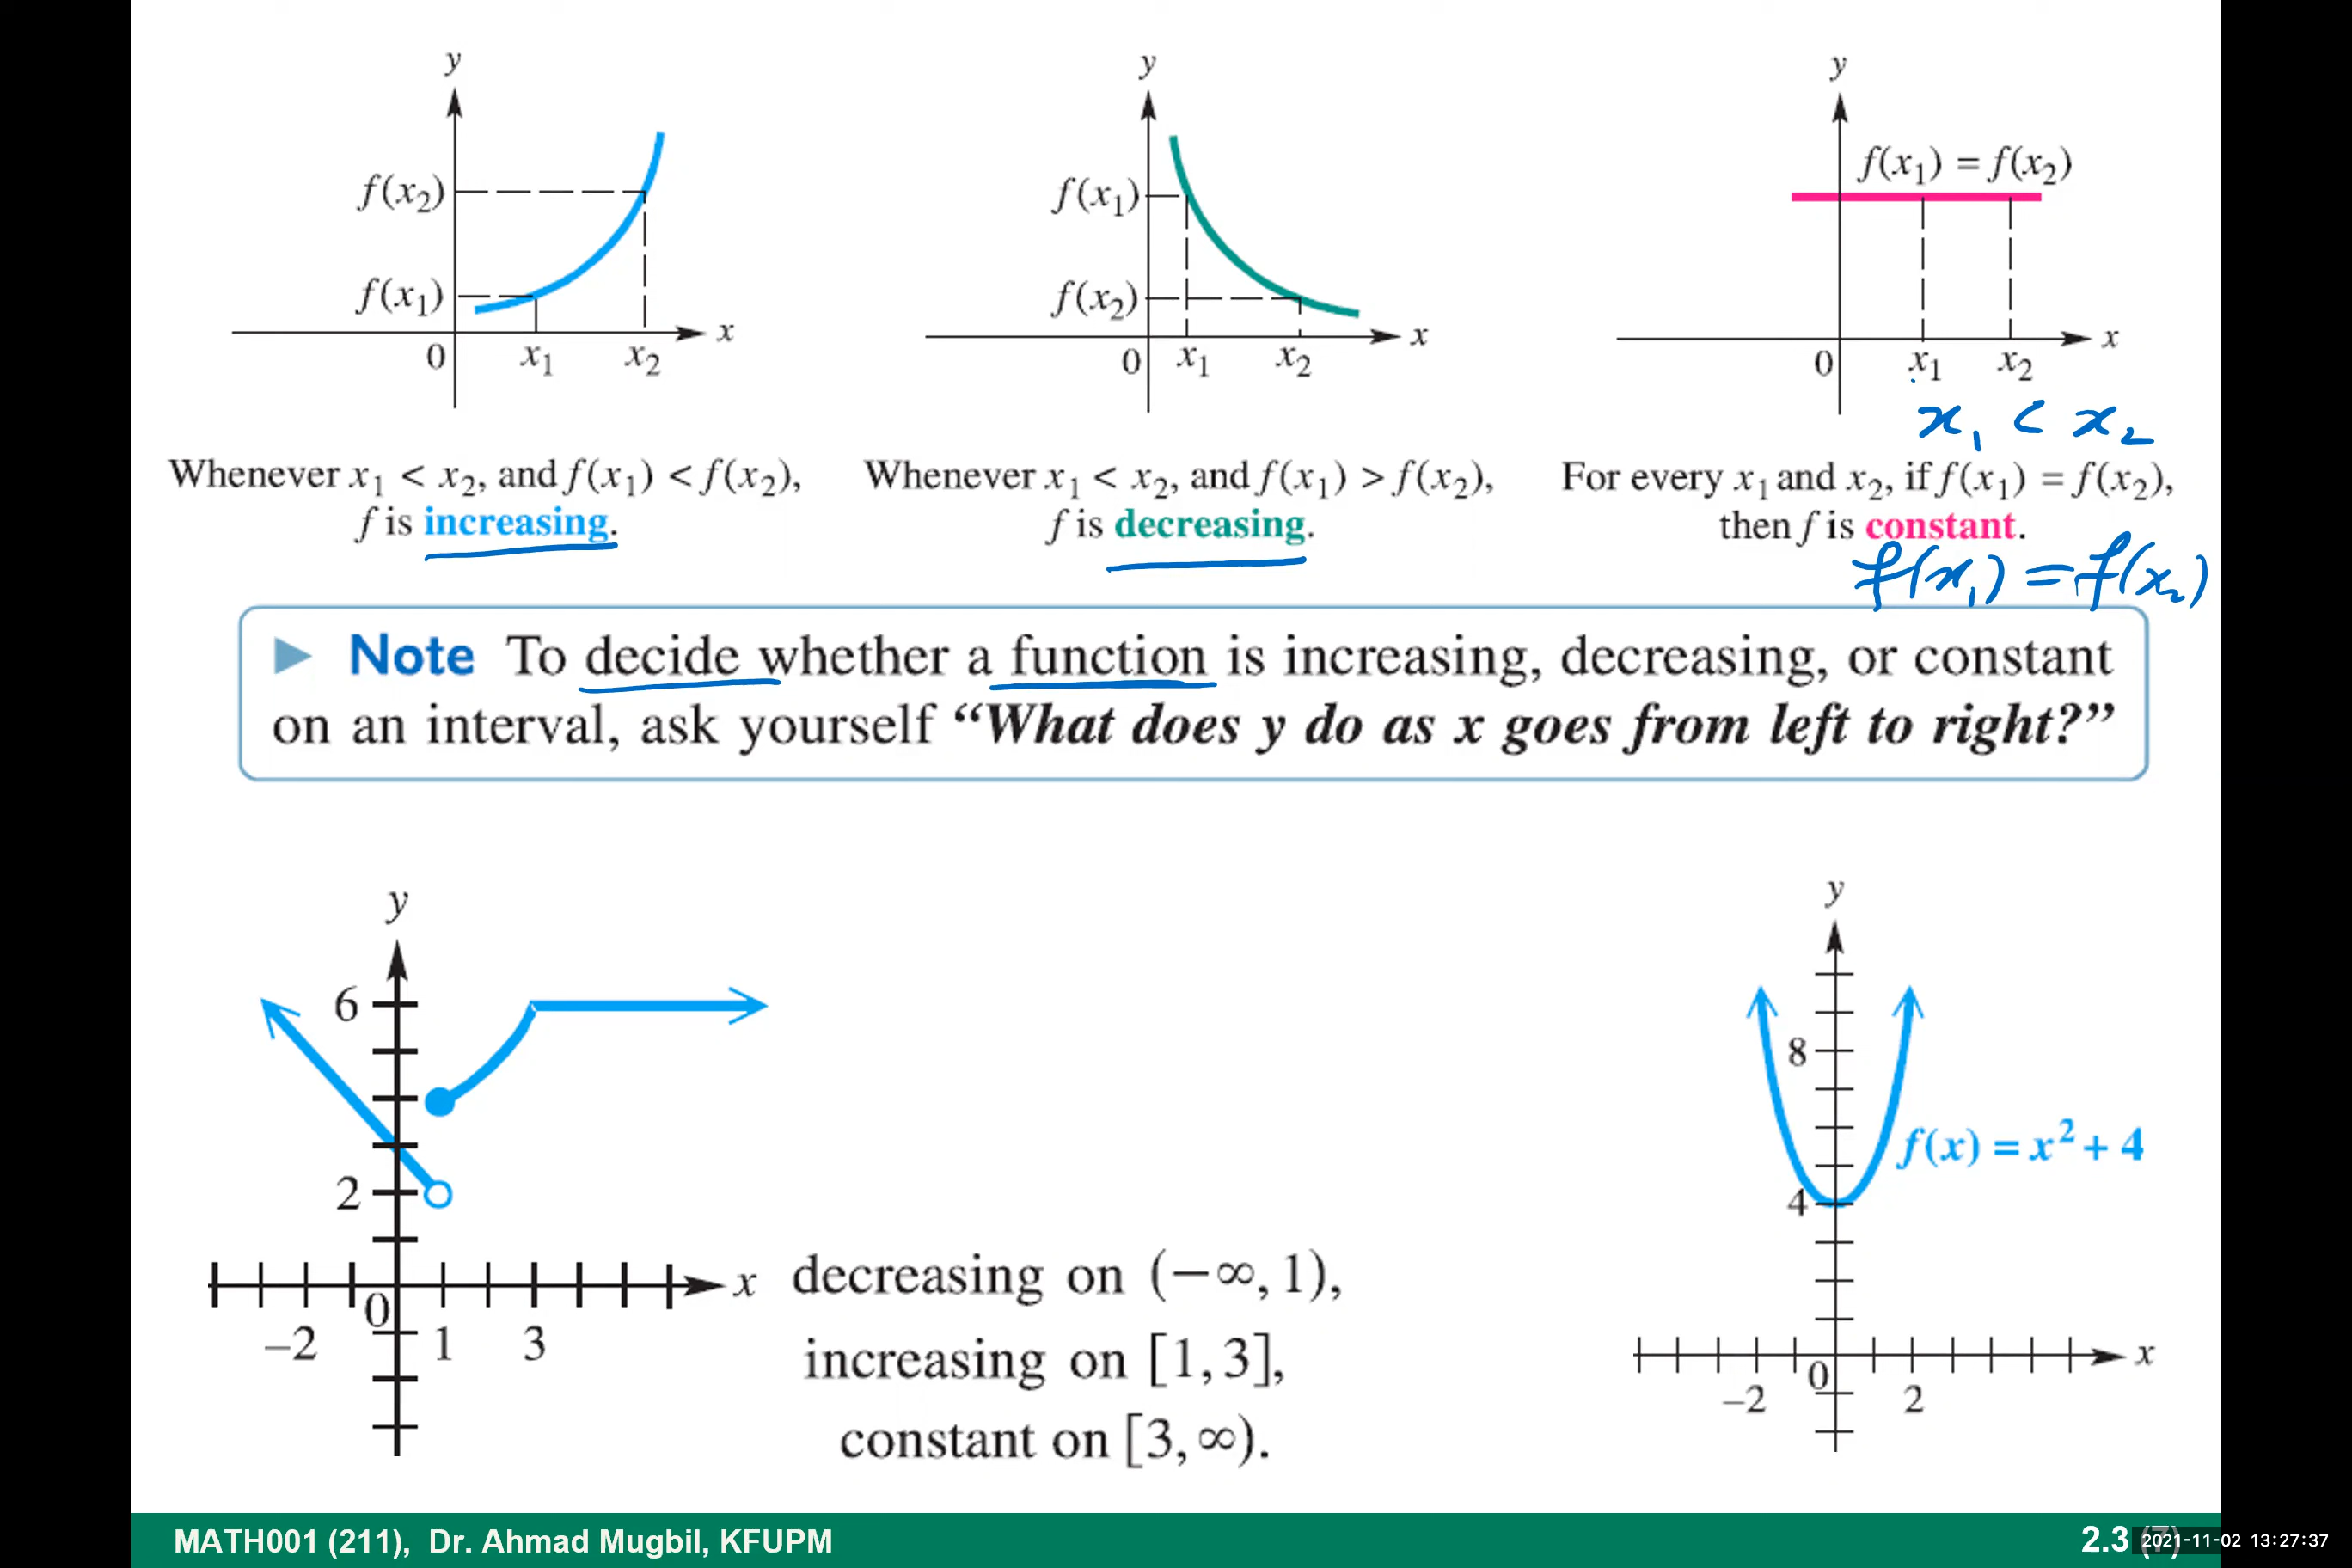 y
f(x₂)
f(x₁)
0
x₁
x₂
x
Whenever x₁ < x₂, and f(x₁) < f(x₂),
f is increasing.
y
f(x₁)
f(x₂)
0
x₁
x₂
x
Whenever x₁ < x₂, and f(x₁) > f(x₂),
f is decreasing.
y
f(x₁) = f(x₂)
0
x₁
x₂
x
x₁ < x₂
For every x₁ and x₂, if f(x₁) = f(x₂),
then f is constant.
f(x₁) = f(x₂)
▶ Note To decide whether a function is increasing, decreasing, or constant
on an interval, ask yourself “What does y do as x goes from left to right?”
y
6
2
0
–2
1
3
x
decreasing on (−∞, 1),
increasing on [1, 3],
constant on [3, ∞).
y
8
f(x) = x² + 4
4
0
–2
2
x
MATH001 (211), Dr. Ahmad Mugbil, KFUPM
2.3 (7)
2021-11-02 13:27:37